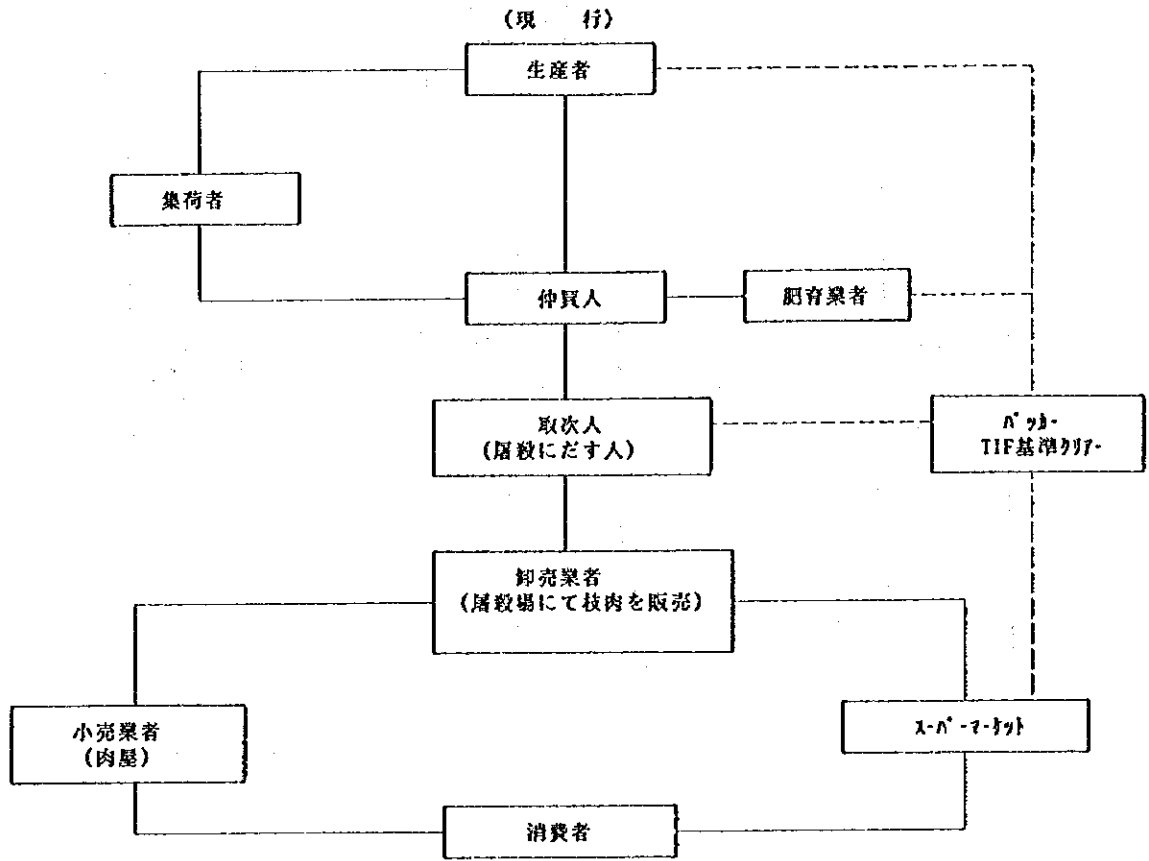 (現 行)
生産者
集荷者
仲買人
肥育業者
取次人
(屠殺にだす人)
パッカー
TIF基準クリアー
卸売業者
(屠殺場にて枝肉を販売)
小売業者
(肉屋)
スーパーマーケット
消費者